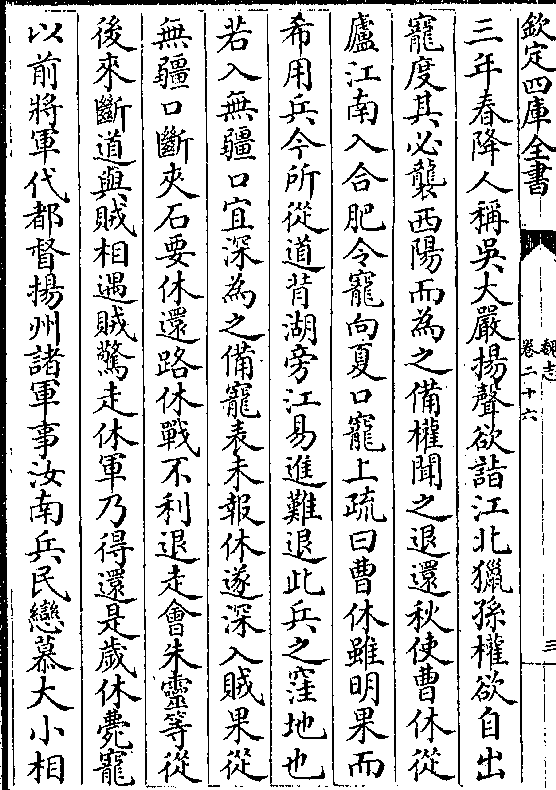 欽定四庫全書
魏志
卷二十六
三
三年春降人稱吳大嚴揚聲欲詣江北獵孫權欲自出
寵度其必襲西陽而為之備權聞之退還秋使曹休從
廬江南入合肥令寵向夏口寵上疏曰曹休雖明果而
希用兵今所從道背湖旁江易進難退此兵之窪地也
若入無疆口宜深為之備寵表未報休遂深入賊果從
無疆口斷夾石要休還路休戰不利退走會朱靈等從
後來斷道與賊相遇賊驚走休軍乃得還是歲休薨寵
以前將軍代都督揚州諸軍事汝南兵民戀慕大小相